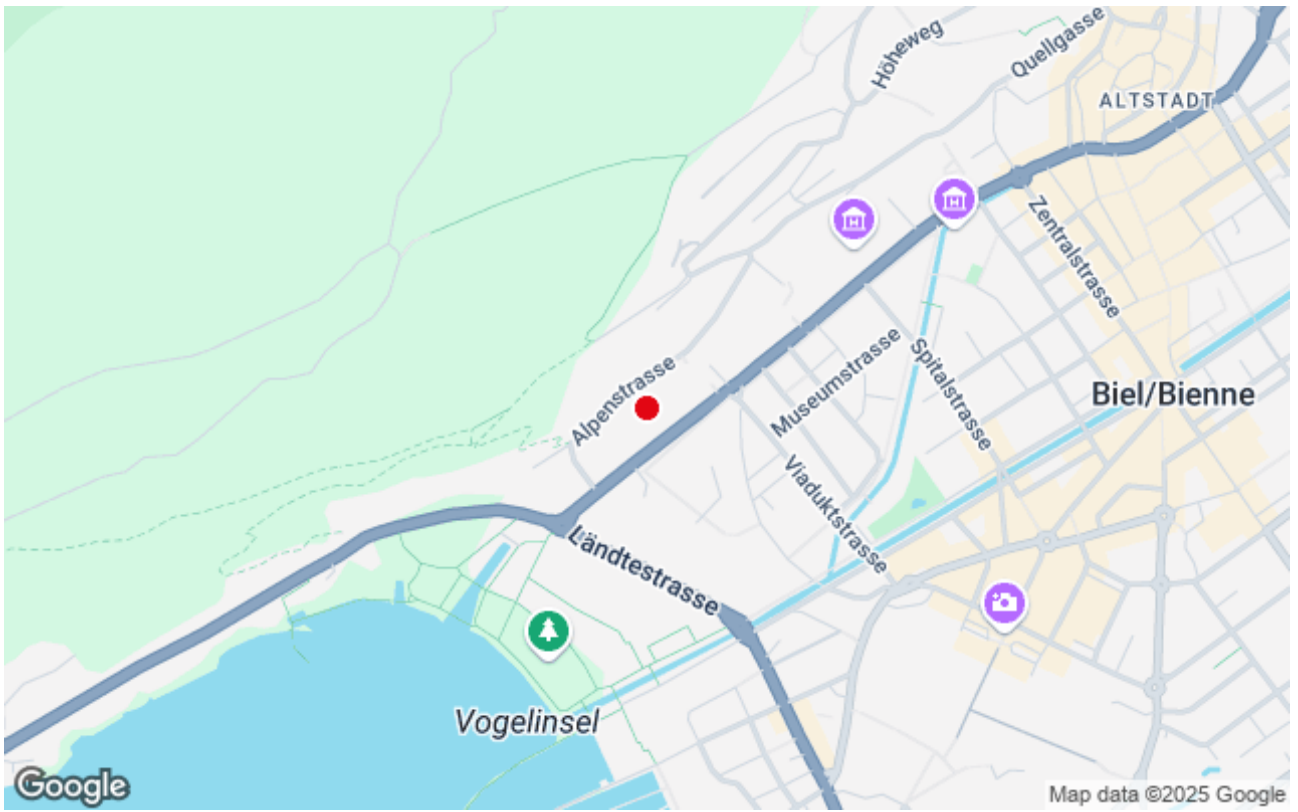 Höheweg
Quellgasse
ALTSTADT
Zentralstrasse
Alpenstrasse
Museumstrasse
Spitalstrasse
Biel/Bienne
Viaduktstrasse
Ländtestrasse
Vogelinsel
Google
Map data ©2025 Google